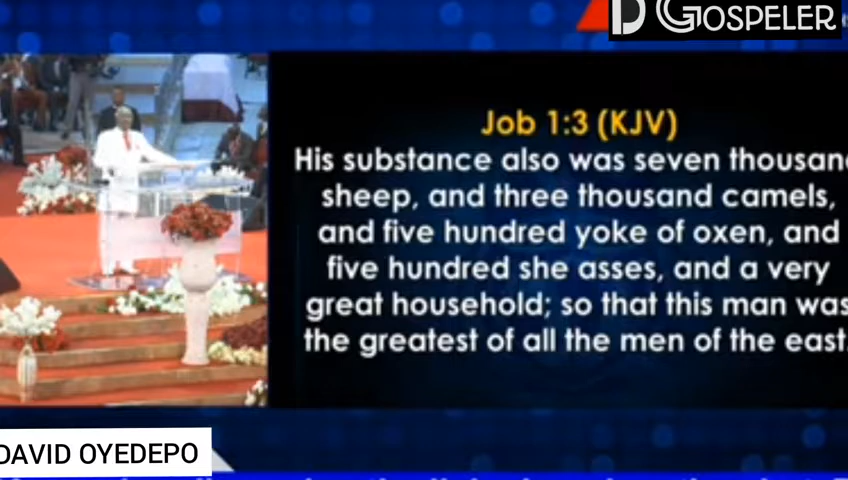 D GOSPELER
Job 1:3 (KJV)
His substance also was seven thousand
sheep, and three thousand camels,
and five hundred yoke of oxen, and
five hundred she asses, and a very
great household; so that this man was
the greatest of all the men of the east.
DAVID OYEDEPO